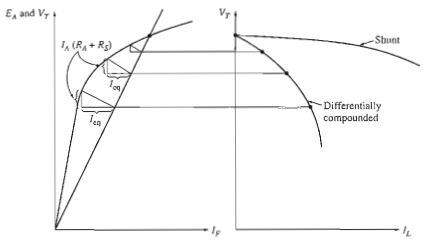 E_A and V_T
I_A (R_A + R_S)
I_eq
I_eq
I_F
V_T
Shunt
Differentially
compounded
I_L